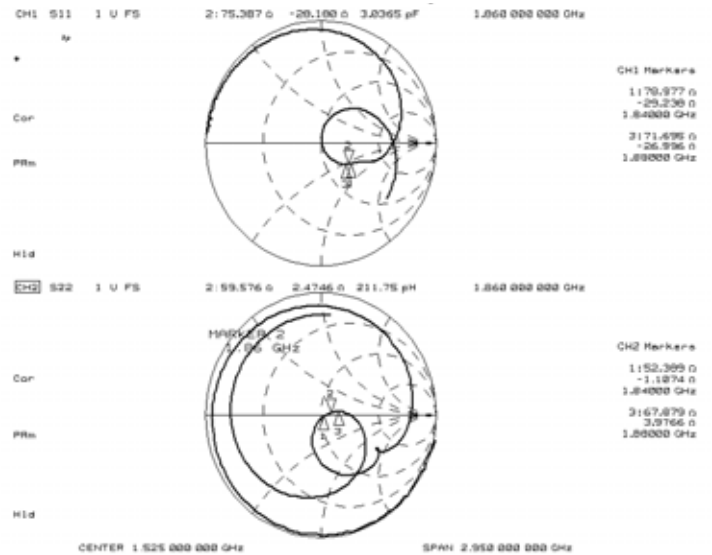 CH1 S11 1 U FS 2:75.387 Ω -28.180 Ω 3.0365 pF 1.860 000 000 GHz
CH1 Markers
1:78.977 Ω
-29.238 Ω
1.84000 GHz
Cor
3:71.695 Ω
-26.996 Ω
1.88000 GHz
PRm
Hld
CH2 S22 1 U FS 2:59.576 Ω 2.4746 Ω 211.75 pH 1.860 000 000 GHz
MARKER 2
1.86 GHz
CH2 Markers
1:52.389 Ω
-1.1074 Ω
1.84000 GHz
Cor
3:67.879 Ω
3.9766 Ω
1.88000 GHz
PRm
Hld
CENTER 1.525 000 000 GHz SPAN 2.950 000 000 GHz